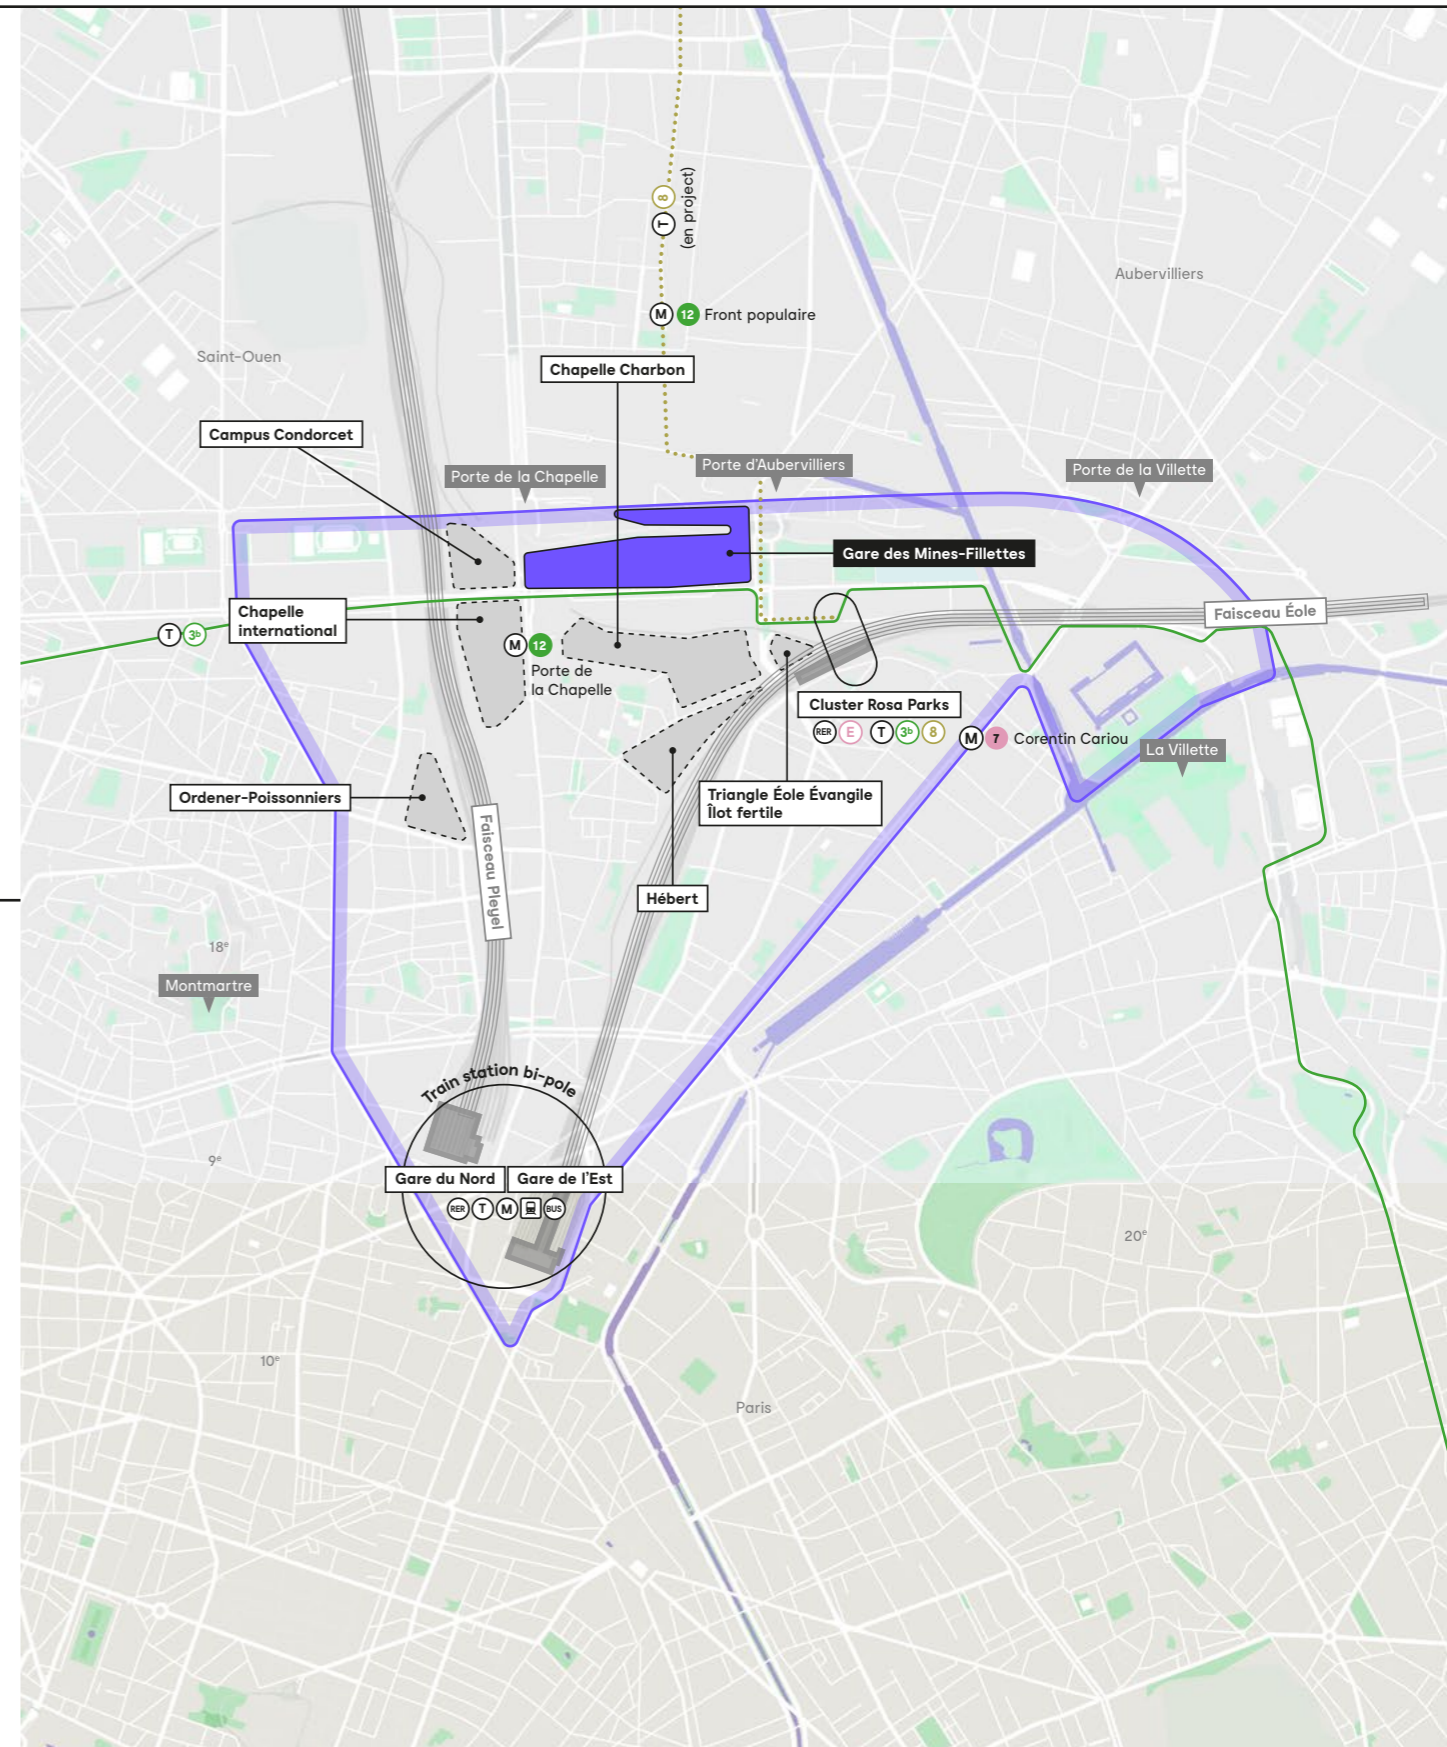 T 8
(en project)
Aubervilliers
M 12 Front populaire
Saint-Ouen
Chapelle Charbon
Campus Condorcet
Porte de la Chapelle
Porte d'Aubervilliers
Porte de la Villette
Gare des Mines-Fillettes
Chapelle
international
Faisceau Éole
T 3b
M 12
Porte de
la Chapelle
Cluster Rosa Parks
RER E T 3b 8
M 7 Corentin Cariou
La Villette
Ordener-Poissonniers
Triangle Éole Évangile
Îlot fertile
Faisceau Pleyel
Hébert
18e
Montmartre
Train station bi-pole
9e
Gare du Nord
Gare de l'Est
RER T M BUS
20e
10e
Paris